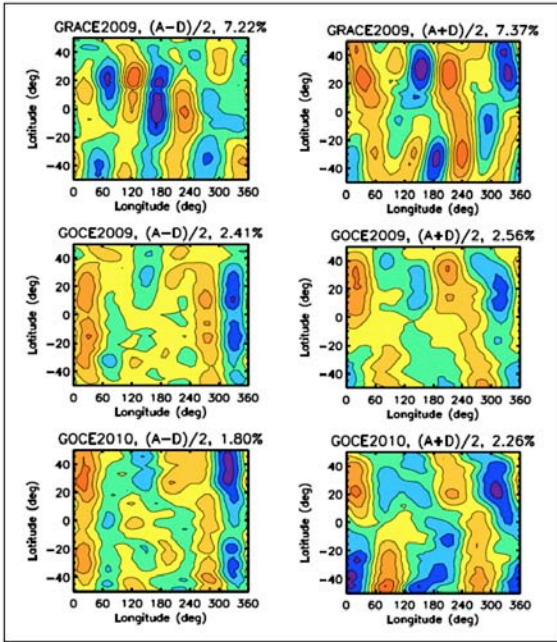 GRACE2009, (A−D)/2, 7.22%
GRACE2009, (A+D)/2, 7.37%
Latitude (deg)
40
20
0
−20
−40
0 60 120 180 240 300 360
Longitude (deg)
Latitude (deg)
40
20
0
−20
−40
0 60 120 180 240 300 360
Longitude (deg)
GOCE2009, (A−D)/2, 2.41%
GOCE2009, (A+D)/2, 2.56%
Latitude (deg)
40
20
0
−20
−40
0 60 120 180 240 300 360
Longitude (deg)
Latitude (deg)
40
20
0
−20
−40
0 60 120 180 240 300 360
Longitude (deg)
GOCE2010, (A−D)/2, 1.80%
GOCE2010, (A+D)/2, 2.26%
Latitude (deg)
40
20
0
−20
−40
0 60 120 180 240 300 360
Longitude (deg)
Latitude (deg)
40
20
0
−20
−40
0 60 120 180 240 300 360
Longitude (deg)